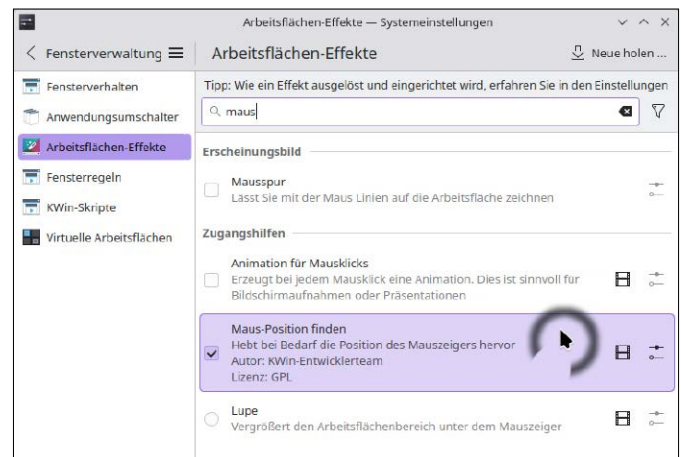 Arbeitsflächen-Effekte — Systemeinstellungen
Fensterverwaltung
Arbeitsflächen-Effekte
Neue holen ...
Fensterverhalten
Anwendungsumschalter
Arbeitsflächen-Effekte
Fensterregeln
KWin-Skripte
Virtuelle Arbeitsflächen
Tipp: Wie ein Effekt ausgelöst und eingerichtet wird, erfahren Sie in den Einstellungen
maus
Erscheinungsbild
Mausspur
Lässt Sie mit der Maus Linien auf die Arbeitsfläche zeichnen
Zugangshilfen
Animation für Mausklicks
Erzeugt bei jedem Mausklick eine Animation. Dies ist sinnvoll für
Bildschirmaufnahmen oder Präsentationen
Maus-Position finden
Hebt bei Bedarf die Position des Mauszeigers hervor
Autor: KWin-Entwicklerteam
Lizenz: GPL
Lupe
Vergrößert den Arbeitsflächenbereich unter dem Mauszeiger